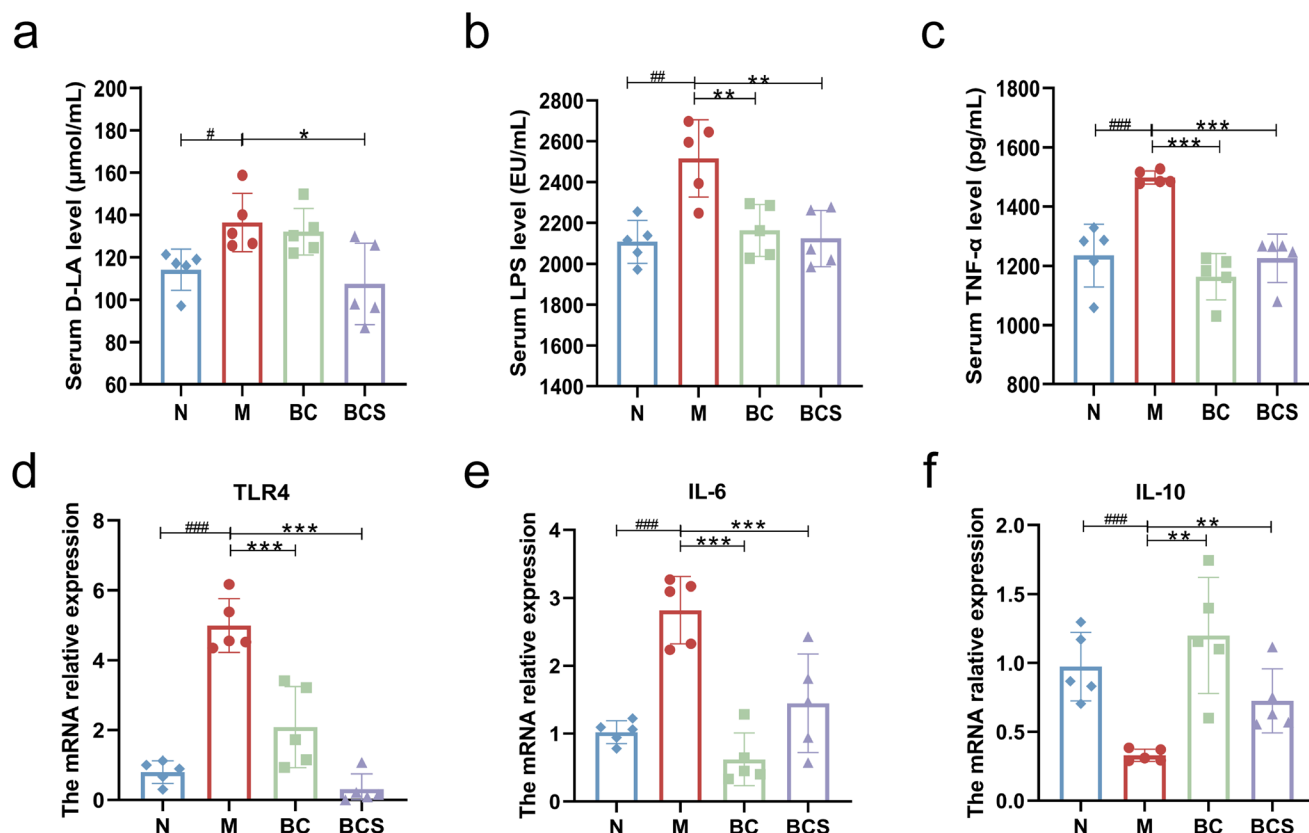 a
Serum D-LA level (μmol/mL)
200
180
160
140
120
100
80
60
#
*
N M BC BCS
b
Serum LPS level (EU/mL)
2800
2600
2400
2200
2000
1800
1600
1400
##
**
**
N M BC BCS
c
Serum TNF-α level (pg/mL)
1800
1600
1400
1200
1000
800
###
***
***
N M BC BCS
d
TLR4
The mRNA relative expression
8
6
4
2
0
###
***
***
N M BC BCS
e
IL-6
The mRNA relative expression
4
3
2
1
0
###
***
***
N M BC BCS
f
IL-10
The mRNA ralative expression
2.0
1.5
1.0
0.5
0.0
###
**
**
N M BC BCS